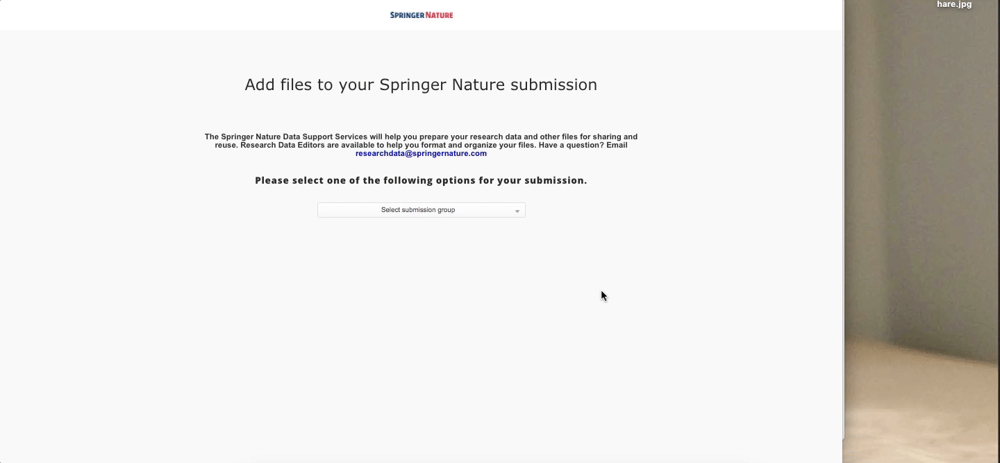 SPRINGER NATURE
hare.jpg
Add files to your Springer Nature submission
The Springer Nature Data Support Services will help you prepare your research data and other files for sharing and
reuse. Research Data Editors are available to help you format and organize your files. Have a question? Email
researchdata@springernature.com
Please select one of the following options for your submission.
Select submission group